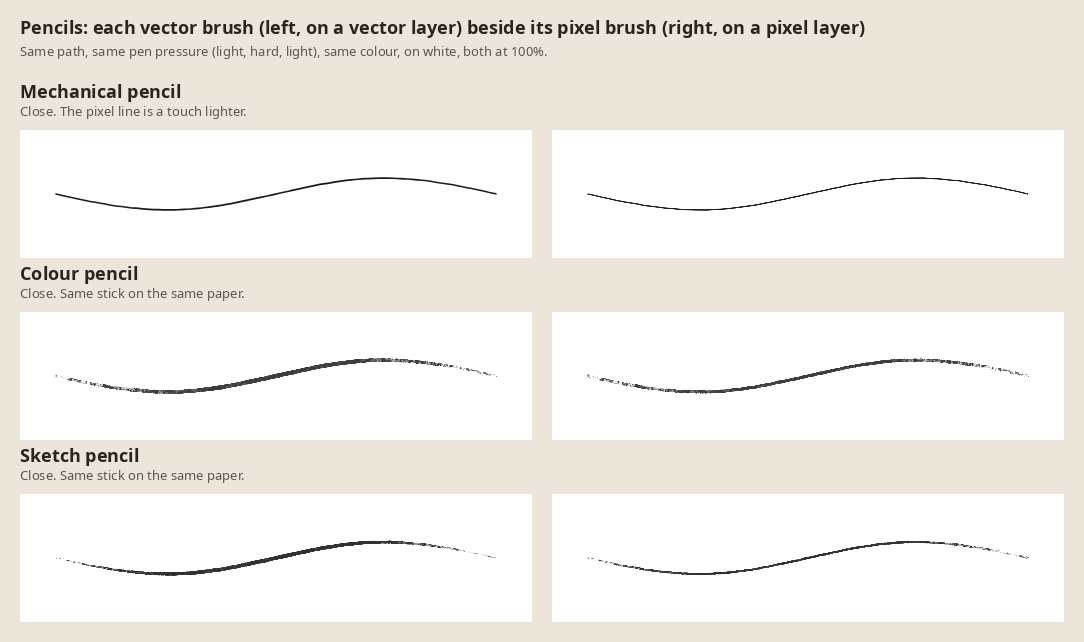 Pencils: each vector brush (left, on a vector layer) beside its pixel brush (right, on a pixel layer)
Same path, same pen pressure (light, hard, light), same colour, on white, both at 100%.
Mechanical pencil
Close. The pixel line is a touch lighter.
Colour pencil
Close. Same stick on the same paper.
Sketch pencil
Close. Same stick on the same paper.